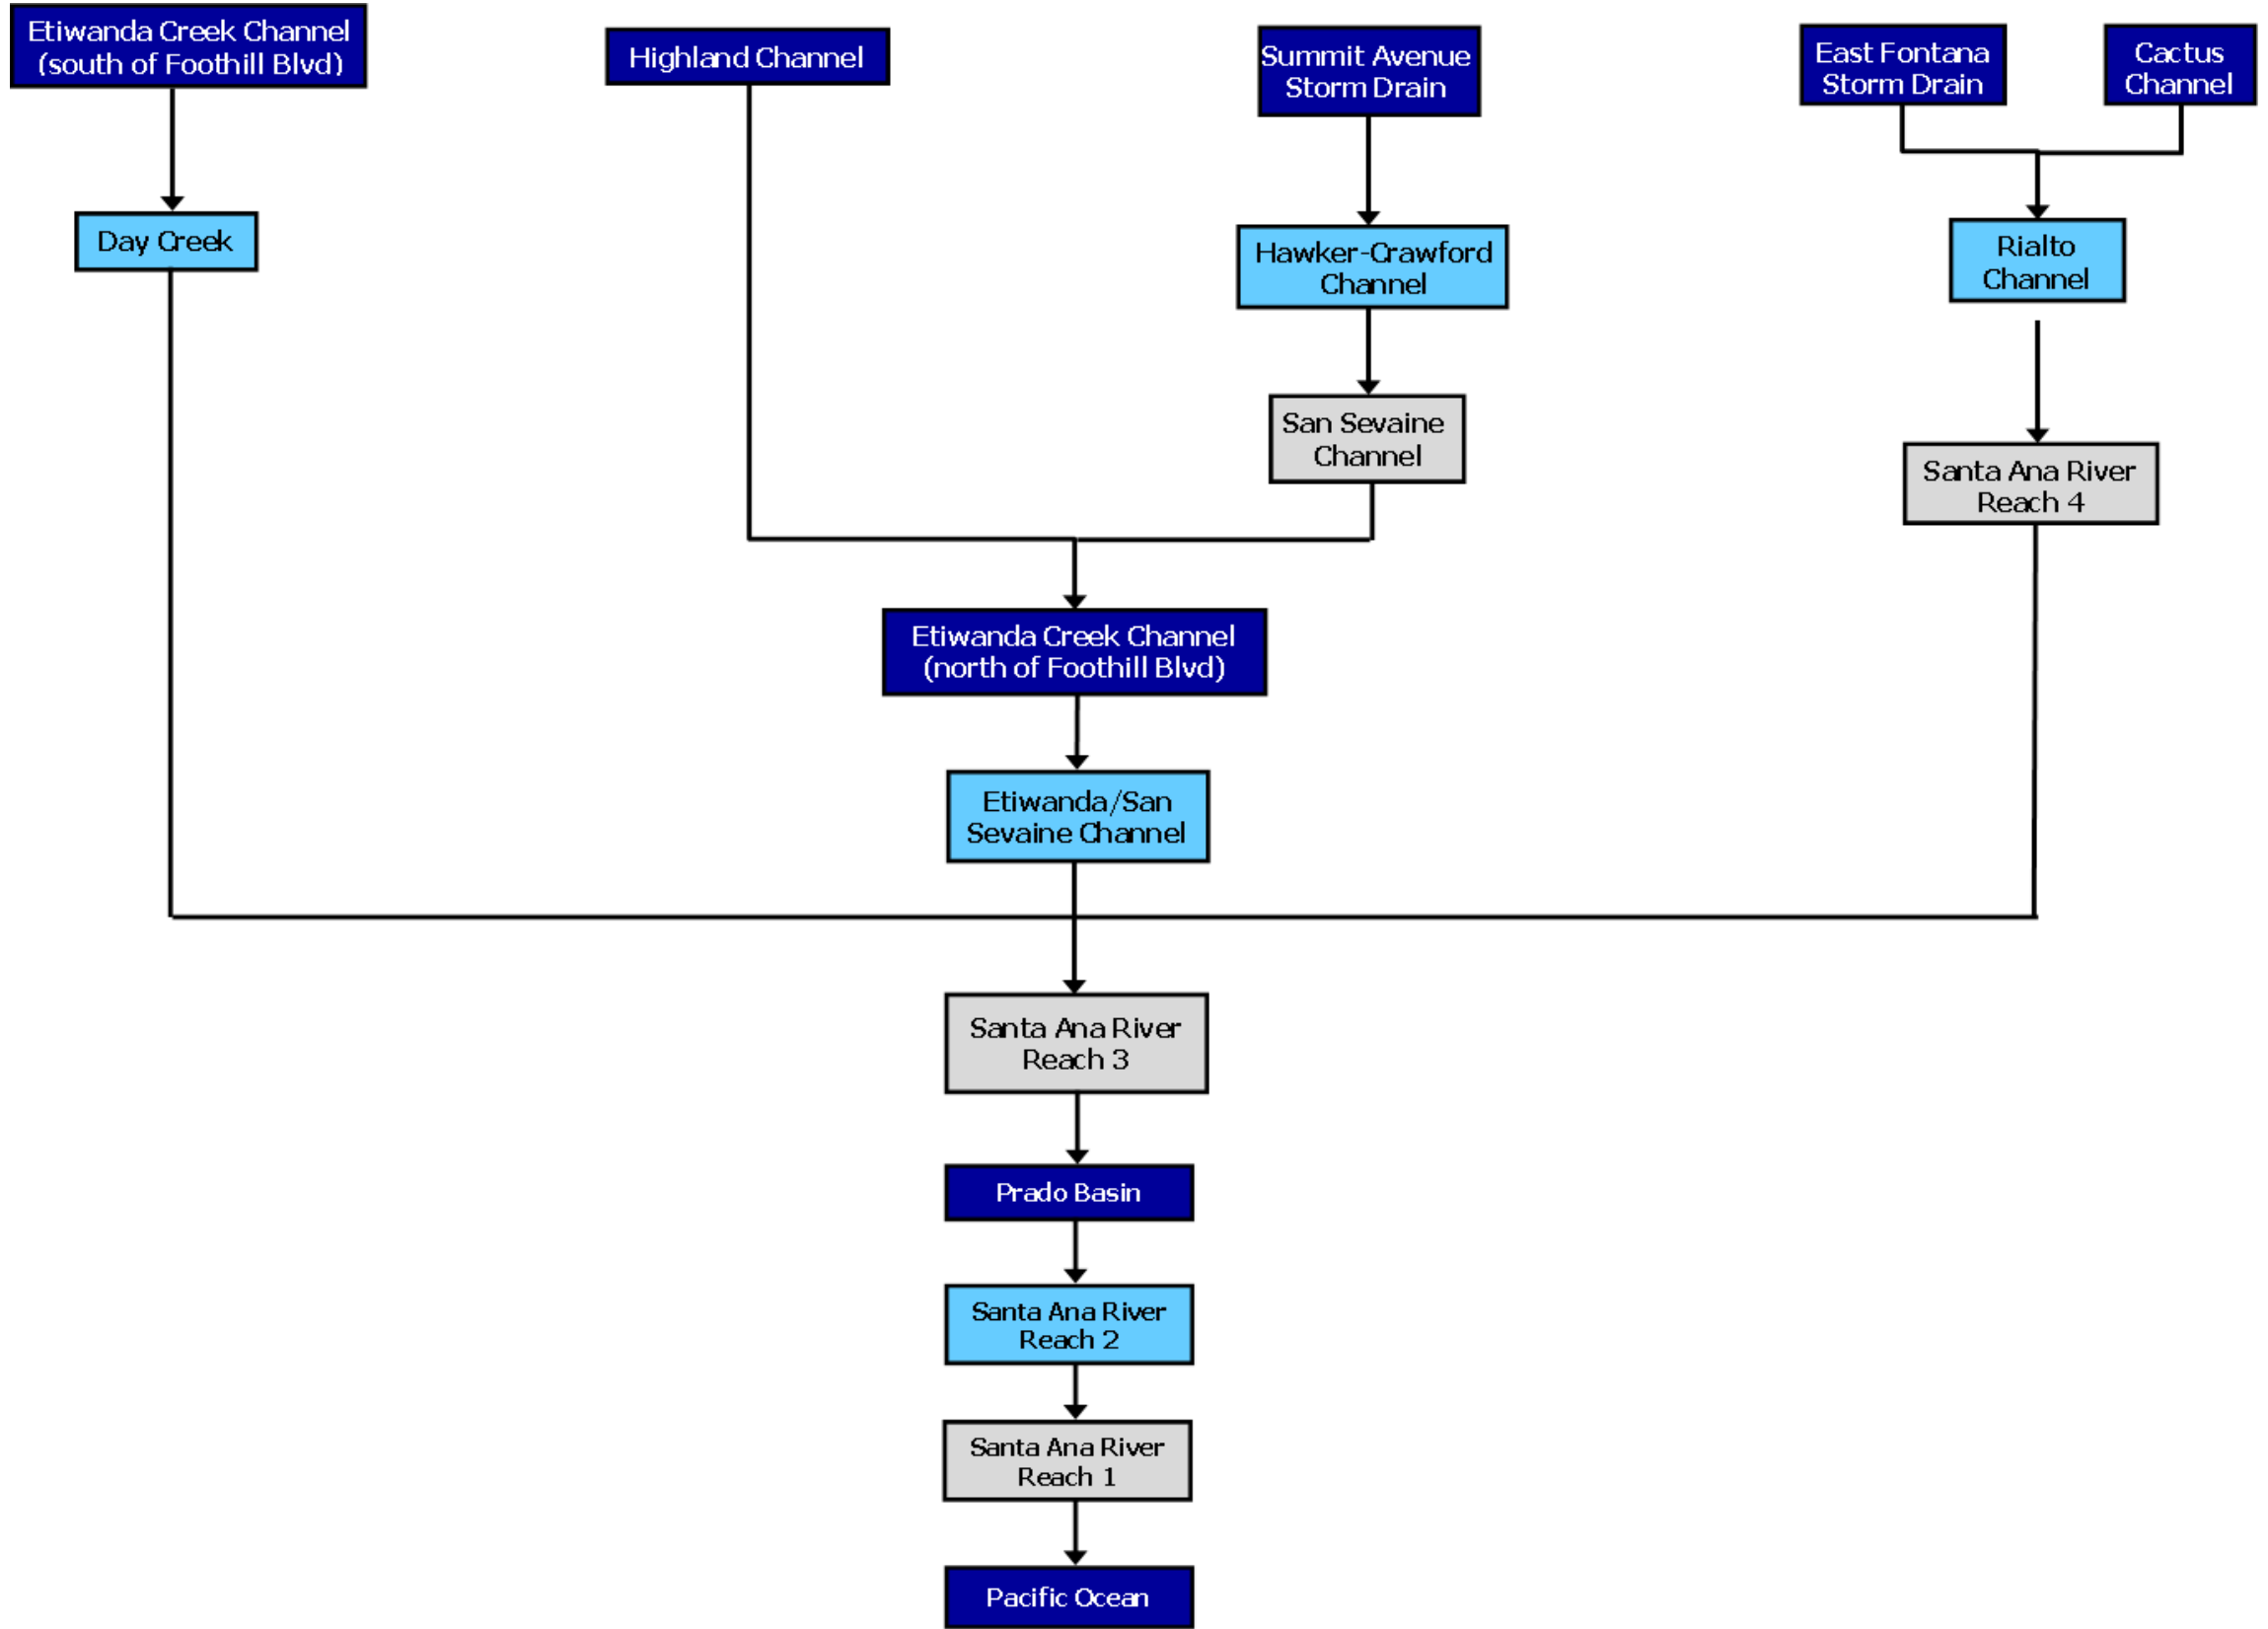 Etiwanda Creek Channel
(south of Foothill Blvd)
Highland Channel
Summit Avenue
Storm Drain
East Fontana
Storm Drain
Cactus
Channel
Day Creek
Hawker-Crawford
Channel
Rialto
Channel
San Sevaine
Channel
Santa Ana River
Reach 4
Etiwanda Creek Channel
(north of Foothill Blvd)
Etiwanda/San
Sevaine Channel
Santa Ana River
Reach 3
Prado Basin
Santa Ana River
Reach 2
Santa Ana River
Reach 1
Pacific Ocean